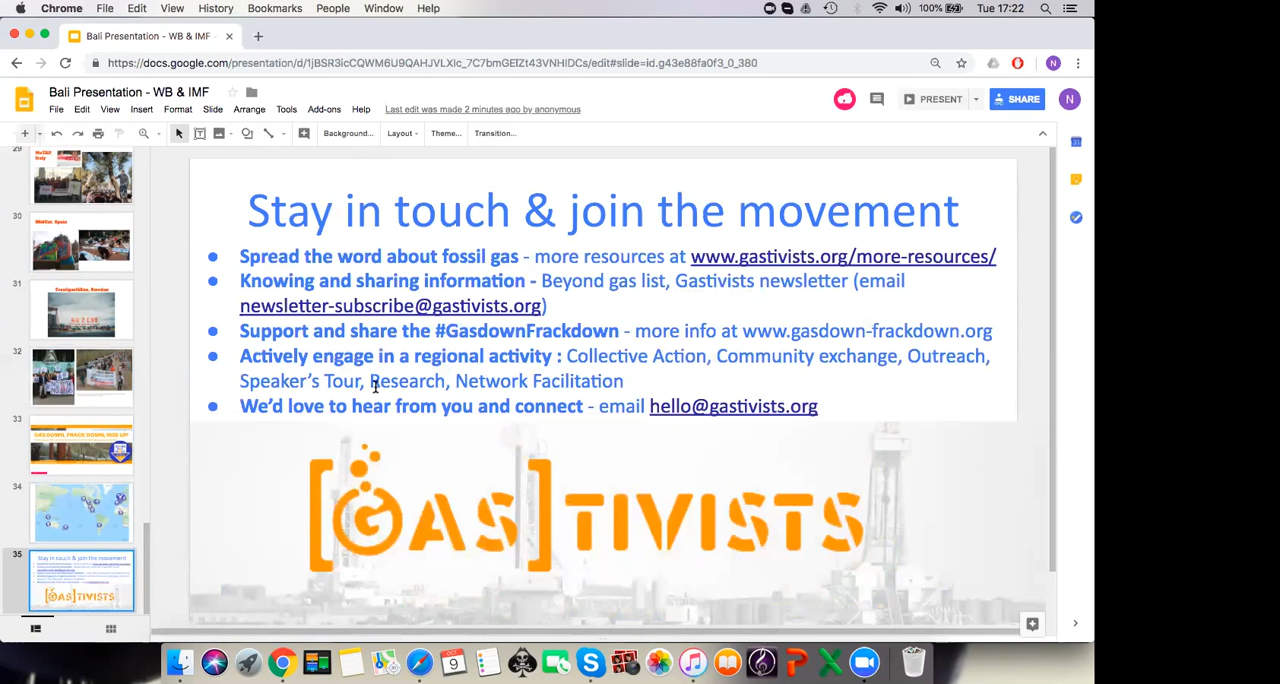 Chrome File Edit View History Bookmarks People Window Help 100% Tue 17:22
Bali Presentation - WB & IMF -
https://docs.google.com/presentation/d/1jBSR3icCQWM6U9QAHJVLXIc_7C7bmGEIZt43VNHIDCs/edit#slide=id.g43e88fa0f3_0_380
Bali Presentation - WB & IMF
File Edit View Insert Format Slide Arrange Tools Add-ons Help Last edit was made 2 minutes ago by anonymous
PRESENT SHARE N
Background... Layout Theme... Transition...
29
30
31
32
33
34
35
Stay in touch & join the movement
Spread the word about fossil gas - more resources at www.gastivists.org/more-resources/
Knowing and sharing information - Beyond gas list, Gastivists newsletter (email
newsletter-subscribe@gastivists.org)
Support and share the #GasdownFrackdown - more info at www.gasdown-frackdown.org
Actively engage in a regional activity : Collective Action, Community exchange, Outreach,
Speaker's Tour, Research, Network Facilitation
We'd love to hear from you and connect - email hello@gastivists.org
[GAS]TIVISTS
OCT
9